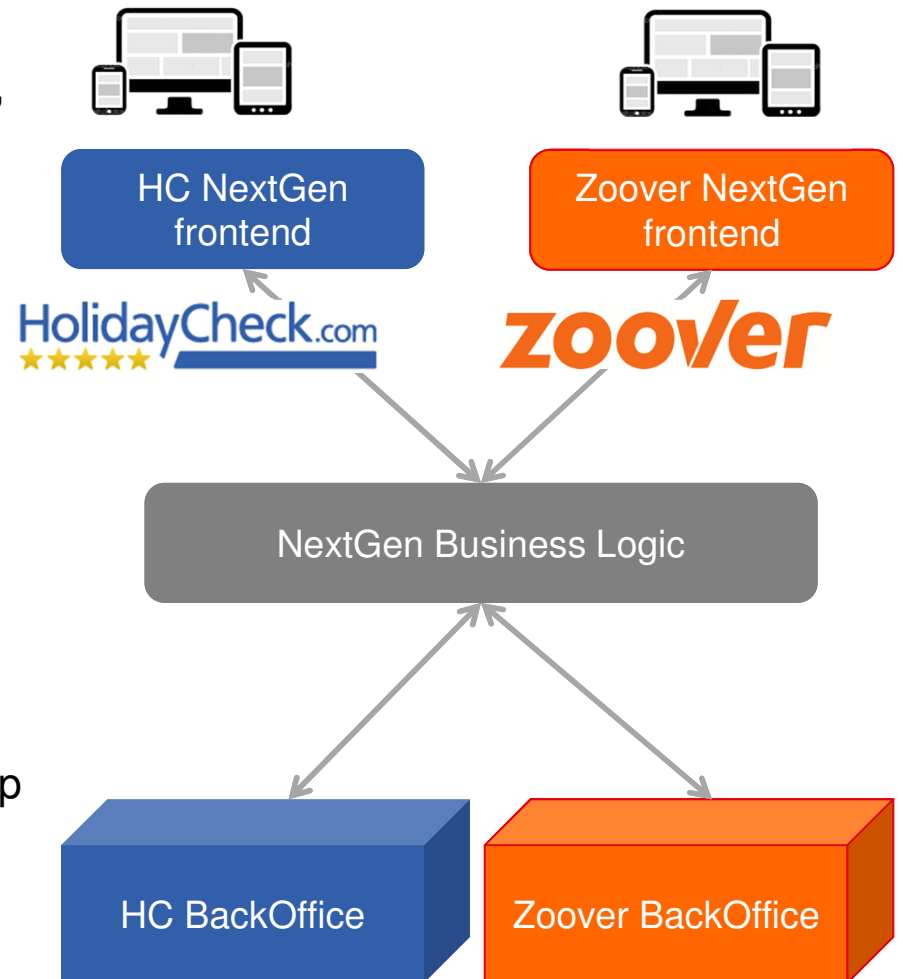 ,
HC NextGen
frontend
Zoover NextGen
frontend
HolidayCheck.com
zoover
NextGen Business Logic
p
HC BackOffice
Zoover BackOffice